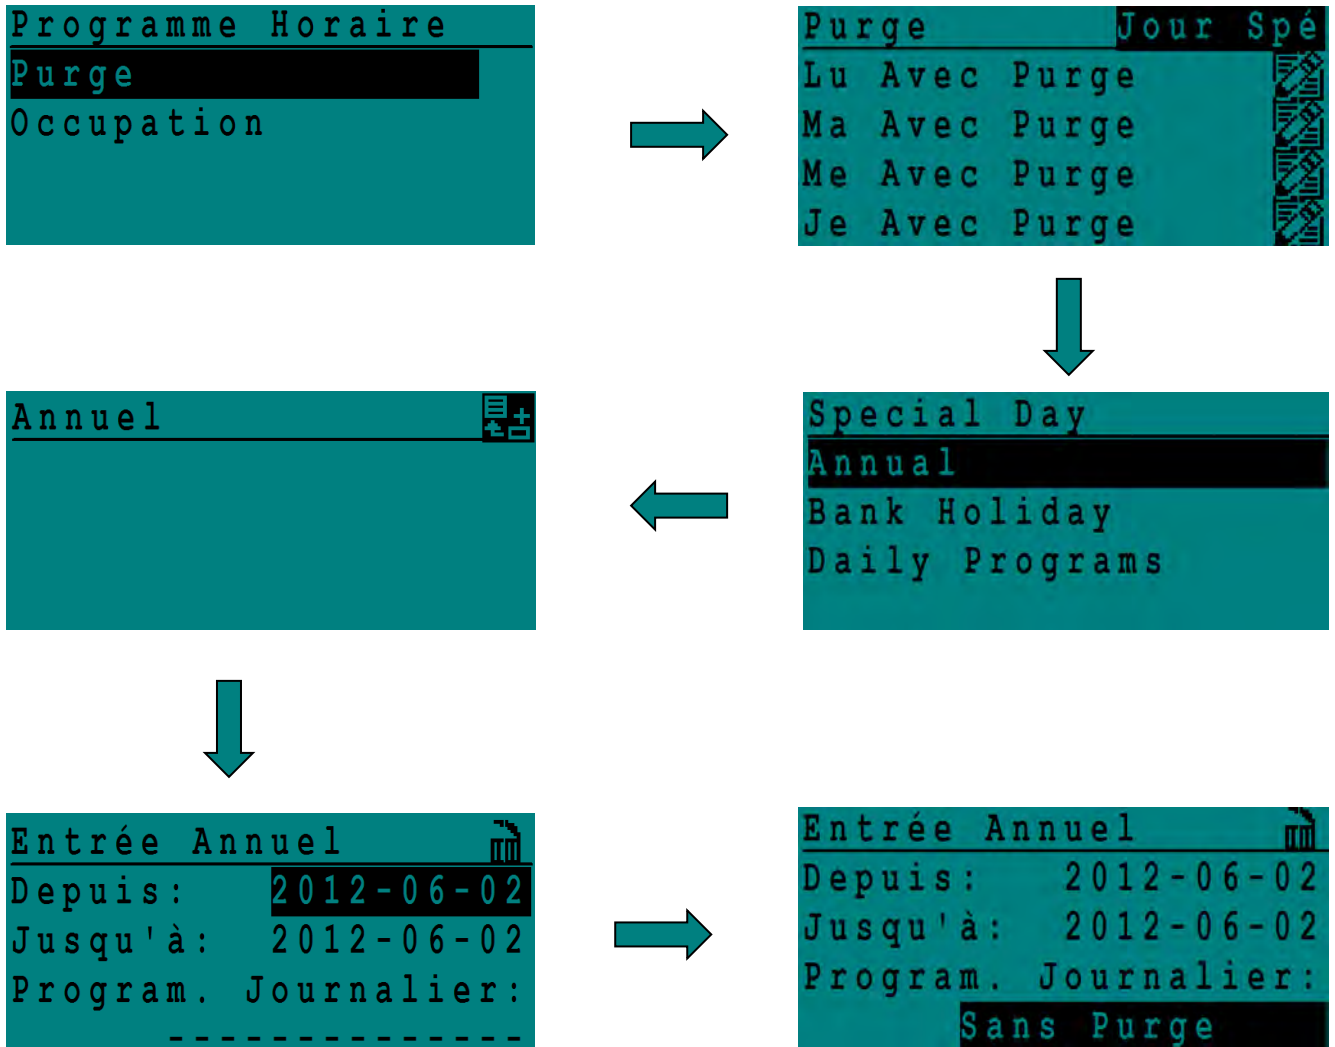 Programme Horaire
Purge
Occupation
Purge Jour Spé
Lu Avec Purge
Ma Avec Purge
Me Avec Purge
Je Avec Purge
Special Day
Annual
Bank Holiday
Daily Programs
Annuel
Entrée Annuel
Depuis: 2012-06-02
Jusqu'à: 2012-06-02
Program. Journalier:
--------------
Entrée Annuel
Depuis: 2012-06-02
Jusqu'à: 2012-06-02
Program. Journalier:
Sans Purge